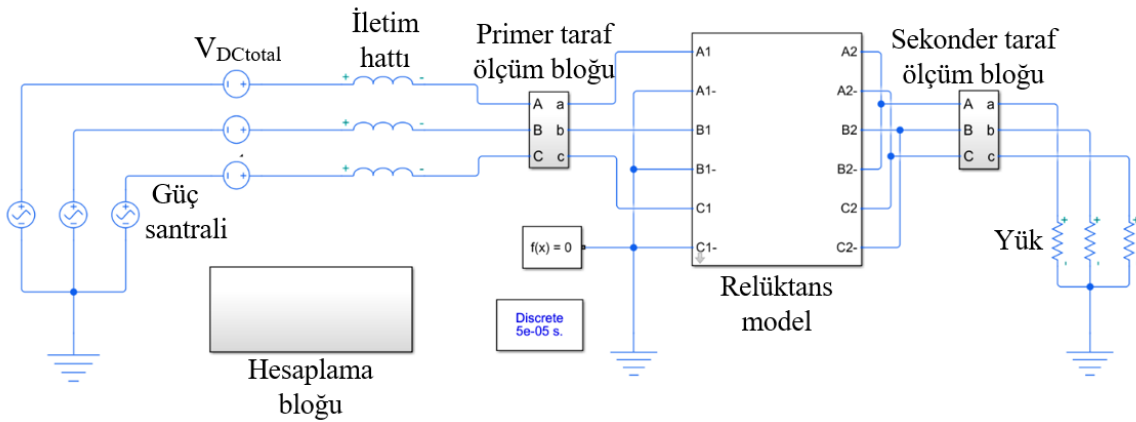 V_DCtotal
İletim
hattı
Primer taraf
ölçüm bloğu
Sekonder taraf
ölçüm bloğu
+ -
+ -
+ -
A a
B b
C c
A1 A2
A1- A2-
B1 B2
B1- B2-
C1 C2
C1- C2-
A a
B b
C c
Güç
santrali
f(x) = 0
Discrete
5e-05 s.
Relüktans
model
Yük
+ + +
- - -
Hesaplama
bloğu